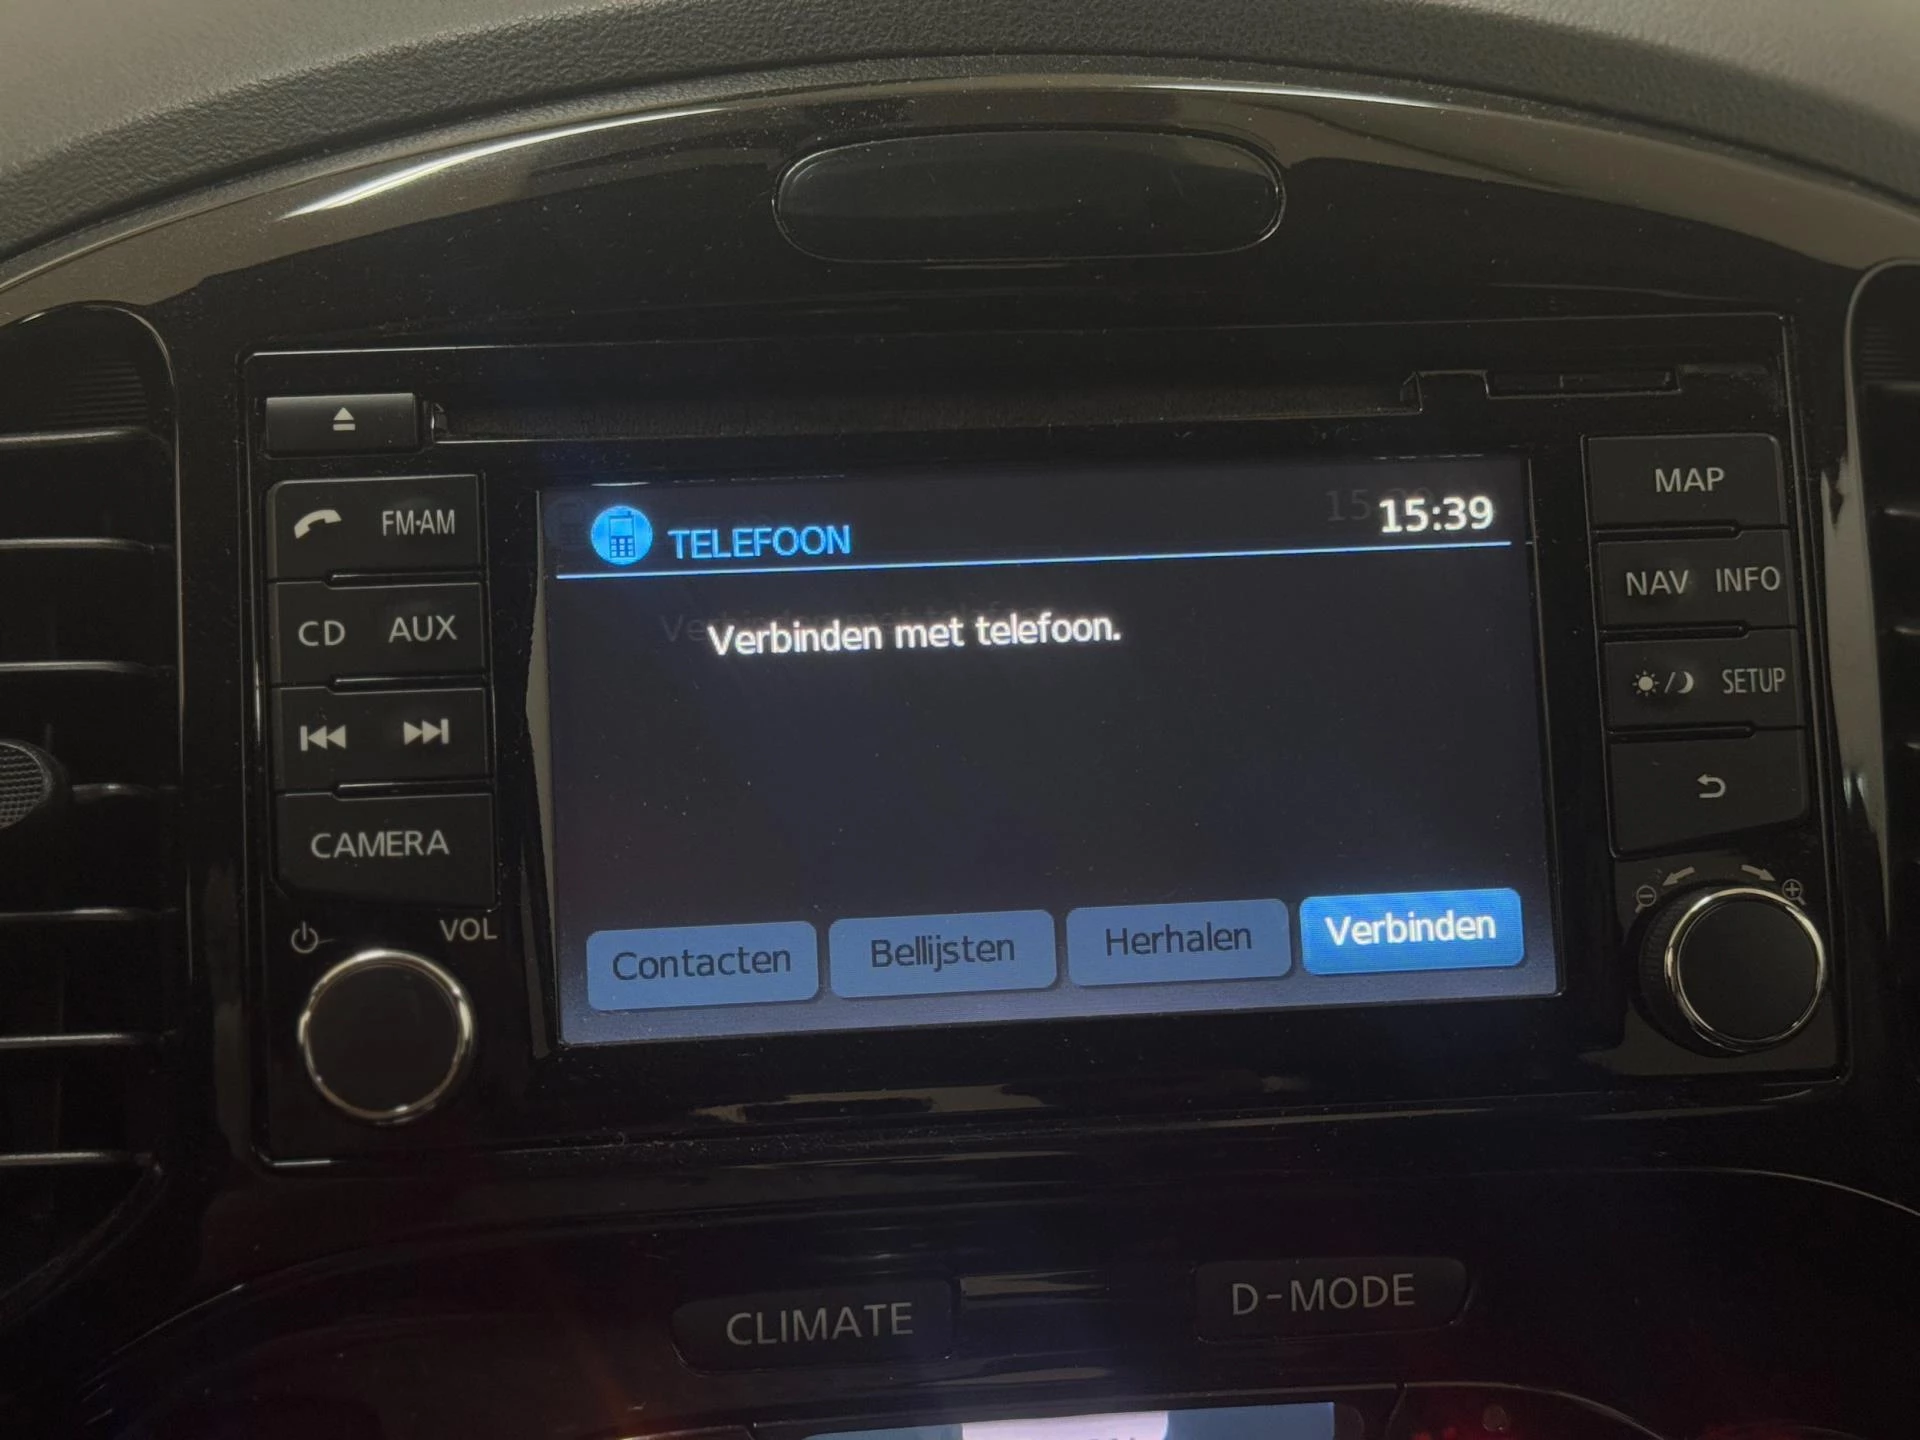 MAP
FM·AM
TELEFOON
15:39
NAV INFO
CD AUX
Verbinden met telefoon.
SETUP
CAMERA
VOL
Contacten
Bellijsten
Herhalen
Verbinden
CLIMATE
D-MODE